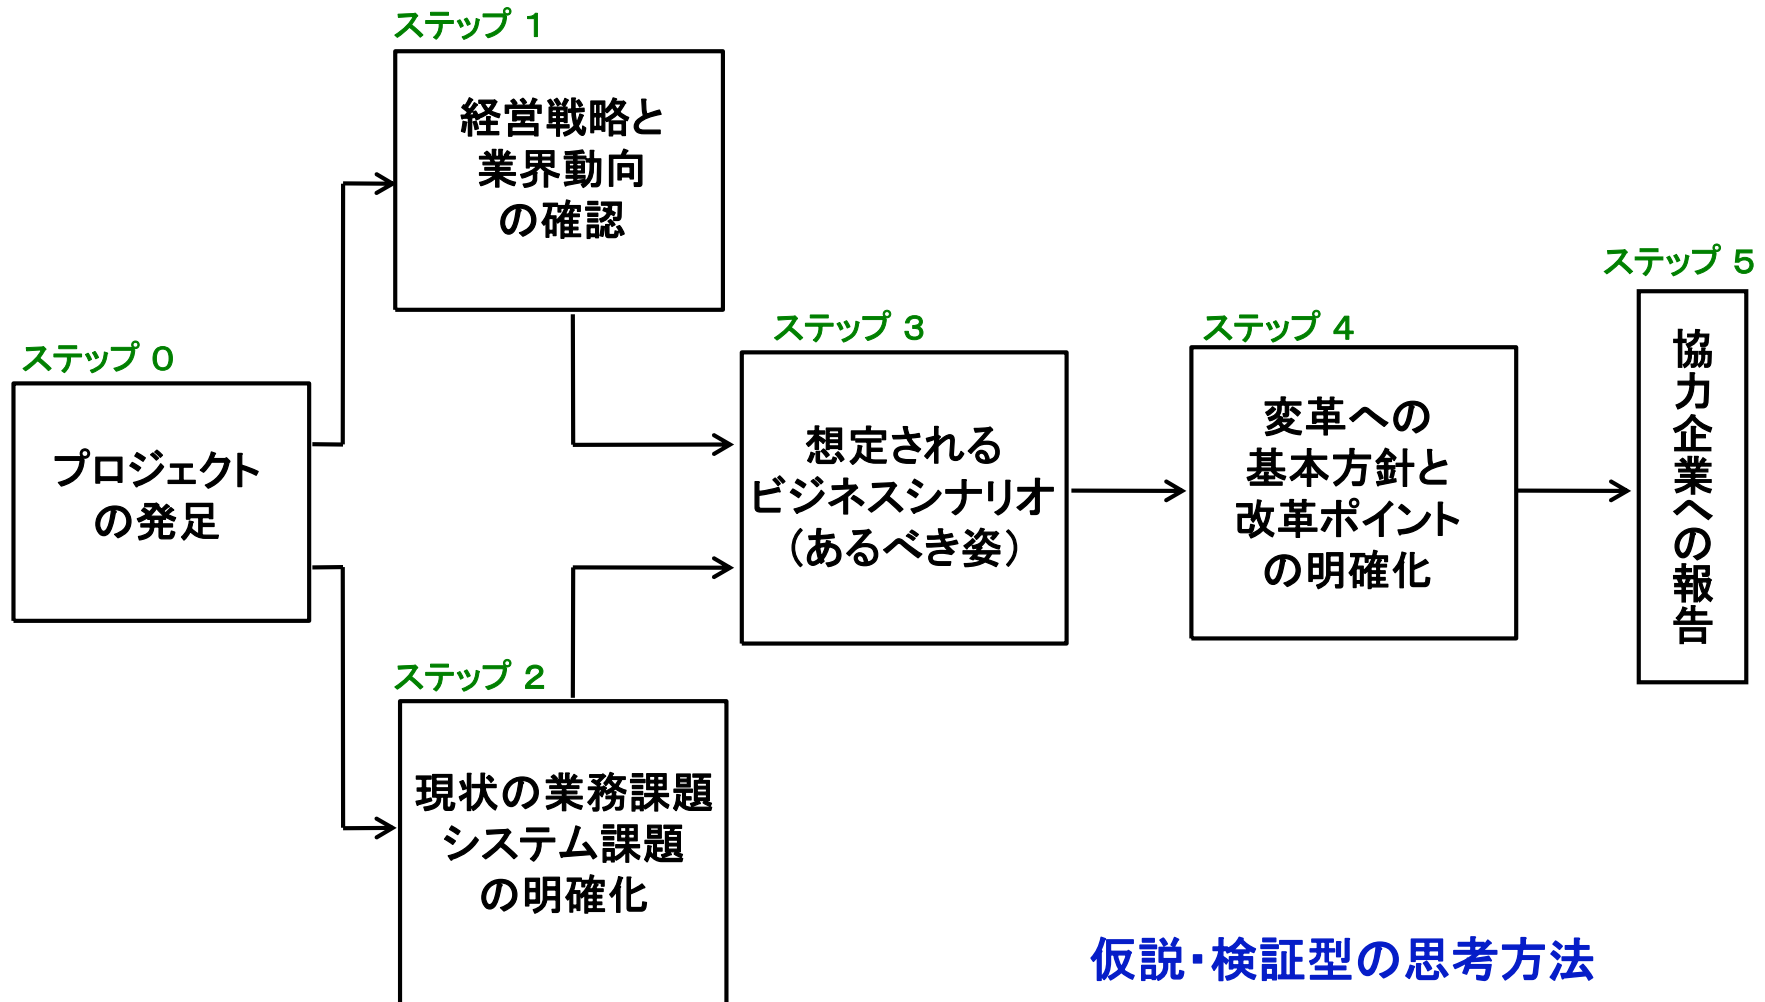 ステップ 0
プロジェクト
の発足
ステップ 1
経営戦略と
業界動向
の確認
ステップ 2
現状の業務課題
システム課題
の明確化
ステップ 3
想定される
ビジネスシナリオ
（あるべき姿）
ステップ 4
変革への
基本方針と
改革ポイント
の明確化
ステップ 5
協力企業への報告
仮説・検証型の思考方法